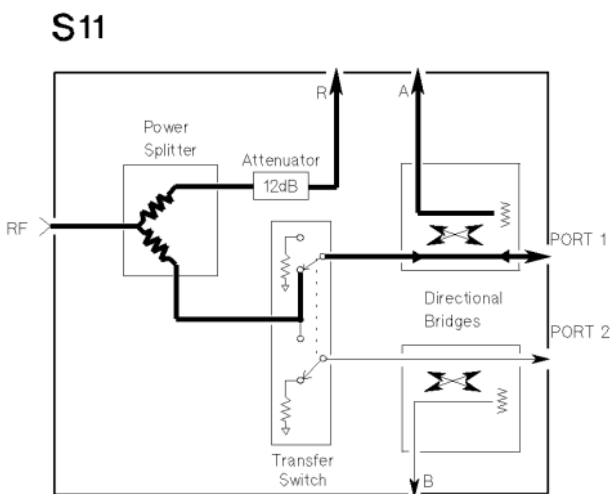 S11
R
A
Power
Splitter
Attenuator
12dB
RF
PORT 1
Directional
Bridges
PORT 2
Transfer
Switch
B